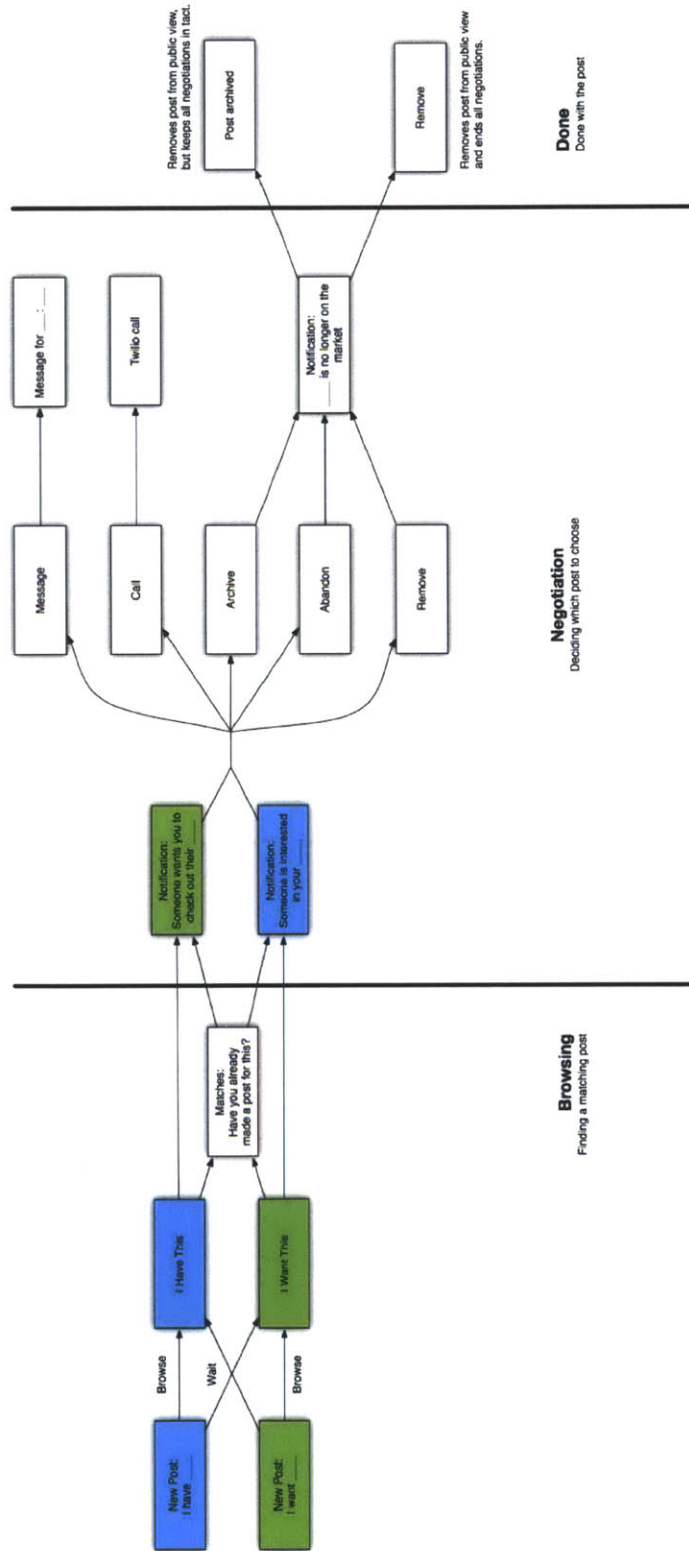 New Post:
I have ____
New Post:
I want ____
Browse
Wait
Browse
I Have This
I Want This
Matches:
Have you already
made a post for this?
Notification:
Someone wants you to
check out their ____
Notification:
Someone is interested
in your ____
Message
Call
Archive
Abandon
Remove
Message for __: __
Twilio call
Notification:
___ is no longer on the
market
Removes post from public view,
but keeps all negotiations in tact.
Post archived
Remove
Removes post from public view
and ends all negotiations.
Browsing
Finding a matching post
Negotiation
Deciding which post to choose
Done
Done with the post